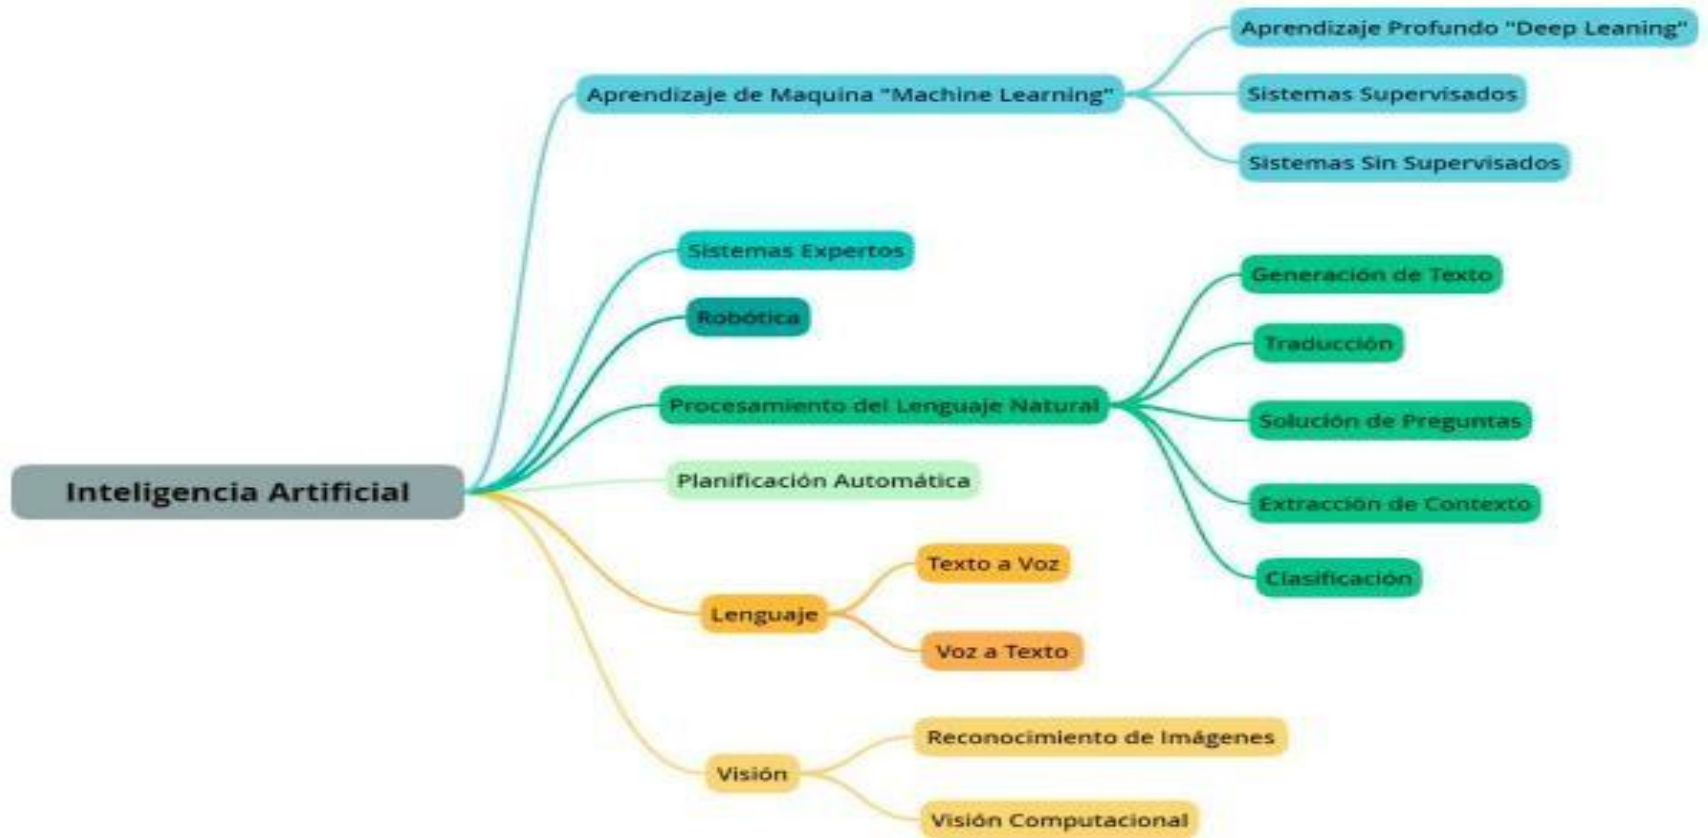 Inteligencia Artificial
Aprendizaje de Maquina "Machine Learning"
Aprendizaje Profundo "Deep Leaning"
Sistemas Supervisados
Sistemas Sin Supervisados
Sistemas Expertos
Robótica
Procesamiento del Lenguaje Natural
Generación de Texto
Traducción
Solución de Preguntas
Extracción de Contexto
Clasificación
Planificación Automática
Lenguaje
Texto a Voz
Voz a Texto
Visión
Reconocimiento de Imágenes
Visión Computacional